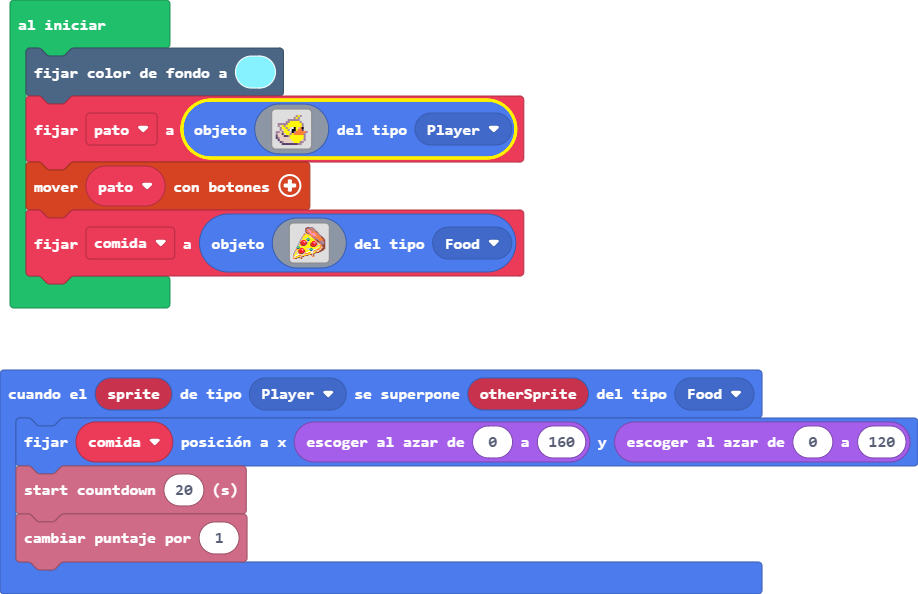 al iniciar
fijar color de fondo a
fijar pato a objeto del tipo Player
mover pato con botones
fijar comida a objeto del tipo Food
cuando el sprite de tipo Player se superpone otherSprite del tipo Food
fijar comida posición a x escoger al azar de 0 a 160 y escoger al azar de 0 a 120
start countdown 20 (s)
cambiar puntaje por 1